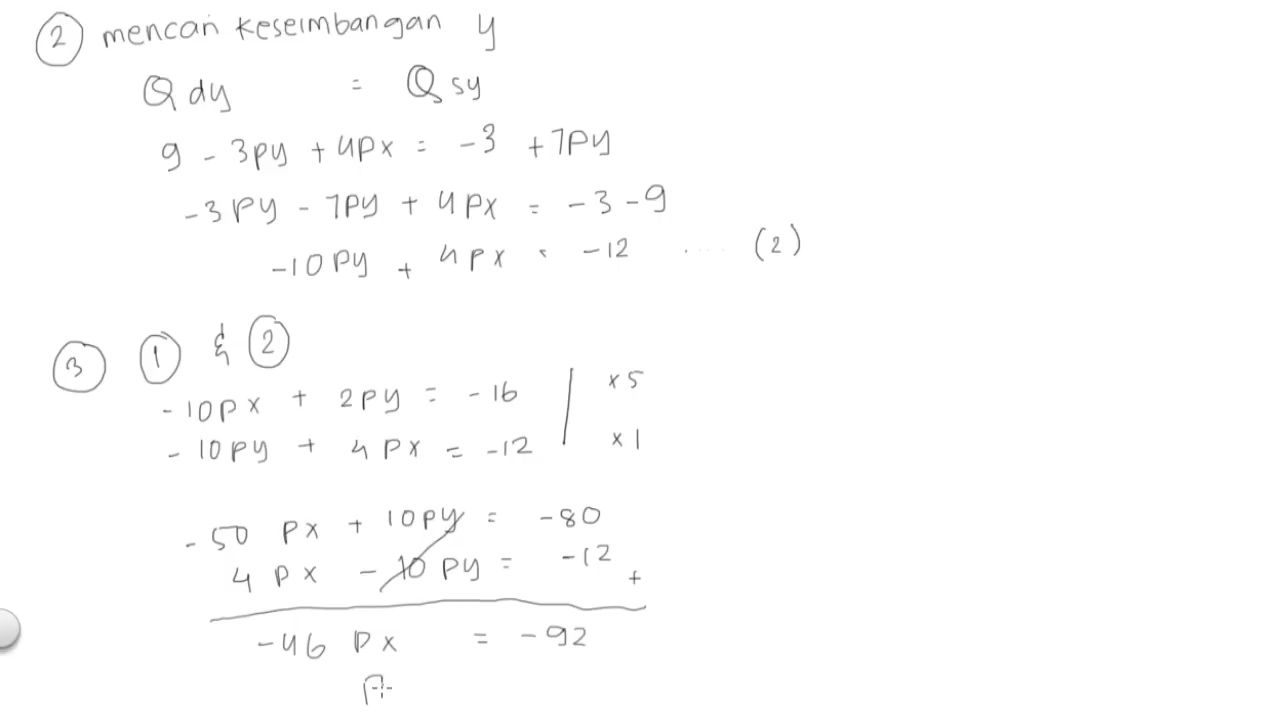 ② mencari keseimbangan y
Qdy = Qsy
9 - 3py + 4px = -3 + 7py
-3py - 7py + 4px = -3 - 9
-10py + 4px = -12 .... (2)
③ ① & ②
-10px + 2py = -16 | x5
-10py + 4px = -12 | x1
-50 px + 10py = -80
4 px - 10 py = -12 +
-46 px = -92
P